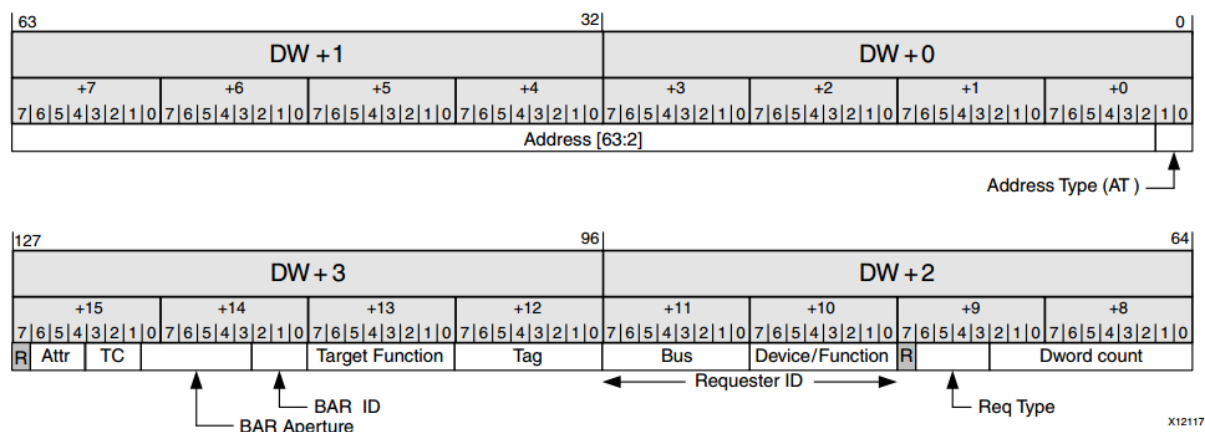 63 32 0
DW +1 DW +0
+7 +6 +5 +4 +3 +2 +1 +0
7 6 5 4 3 2 1 0 7 6 5 4 3 2 1 0 7 6 5 4 3 2 1 0 7 6 5 4 3 2 1 0 7 6 5 4 3 2 1 0 7 6 5 4 3 2 1 0 7 6 5 4 3 2 1 0 7 6 5 4 3 2 1 0
Address [63:2]
Address Type (AT )
127 96 64
DW + 3 DW + 2
+15 +14 +13 +12 +11 +10 +9 +8
7 6 5 4 3 2 1 0 7 6 5 4 3 2 1 0 7 6 5 4 3 2 1 0 7 6 5 4 3 2 1 0 7 6 5 4 3 2 1 0 7 6 5 4 3 2 1 0 7 6 5 4 3 2 1 0 7 6 5 4 3 2 1 0
R Attr TC Target Function Tag Bus Device/Function R Dword count
Requester ID
BAR ID Req Type
BAR Aperture X12117